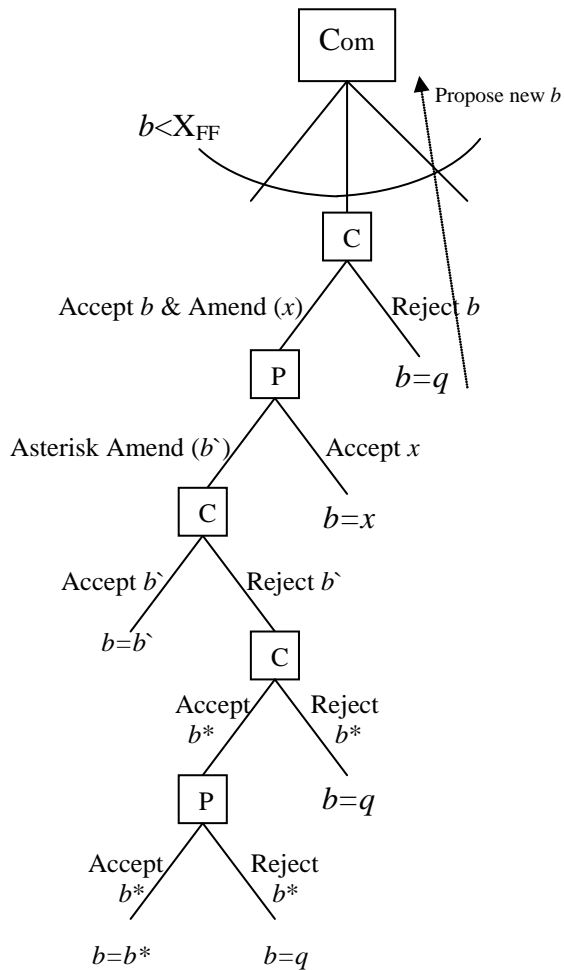 Com
Propose new b
b<X_FF
C
Accept b & Amend (x)
Reject b
P
b=q
Asterisk Amend (b`)
Accept x
C
b=x
Accept b`
Reject b`
b=b`
C
Accept
b*
Reject
b*
P
b=q
Accept
b*
Reject
b*
b=b*
b=q